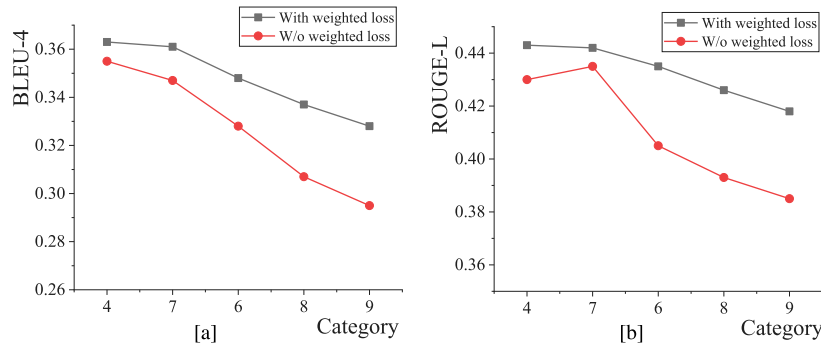 With weighted loss
W/o weighted loss
BLEU-4
0.36
0.34
0.32
0.30
0.28
0.26
4 7 6 8 9
Category
[a]
With weighted loss
W/o weighted loss
ROUGE-L
0.44
0.42
0.40
0.38
0.36
4 7 6 8 9
Category
[b]